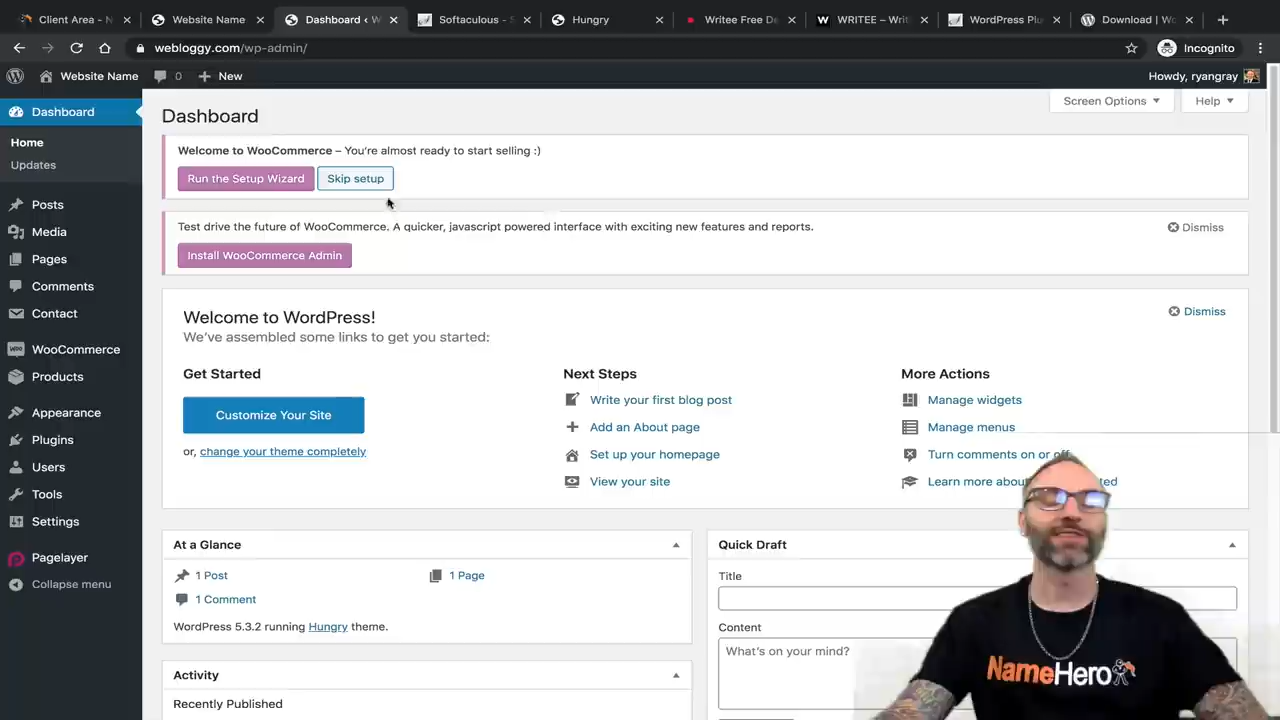 Client Area - N
Website Name
Dashboard ‹ W
Softaculous - S
Hungry
Writee Free De
WRITEE – Writ
WordPress Plu
Download | Wo
webloggy.com/wp-admin/
Incognito
Website Name
0
New
Howdy, ryangray
Dashboard
Home
Updates
Posts
Media
Pages
Comments
Contact
WooCommerce
Products
Appearance
Plugins
Users
Tools
Settings
Pagelayer
Collapse menu
Screen Options
Help
Dashboard
Welcome to WooCommerce – You're almost ready to start selling :)
Run the Setup Wizard
Skip setup
Test drive the future of WooCommerce. A quicker, javascript powered interface with exciting new features and reports.
Dismiss
Install WooCommerce Admin
Welcome to WordPress!
Dismiss
We've assembled some links to get you started:
Get Started
Customize Your Site
or, change your theme completely
Next Steps
Write your first blog post
Add an About page
Set up your homepage
View your site
More Actions
Manage widgets
Manage menus
Turn comments on or off
Learn more abou ted
At a Glance
1 Post
1 Page
1 Comment
WordPress 5.3.2 running Hungry theme.
Activity
Recently Published
Quick Draft
Title
Content
What's on your mind?
NameHero